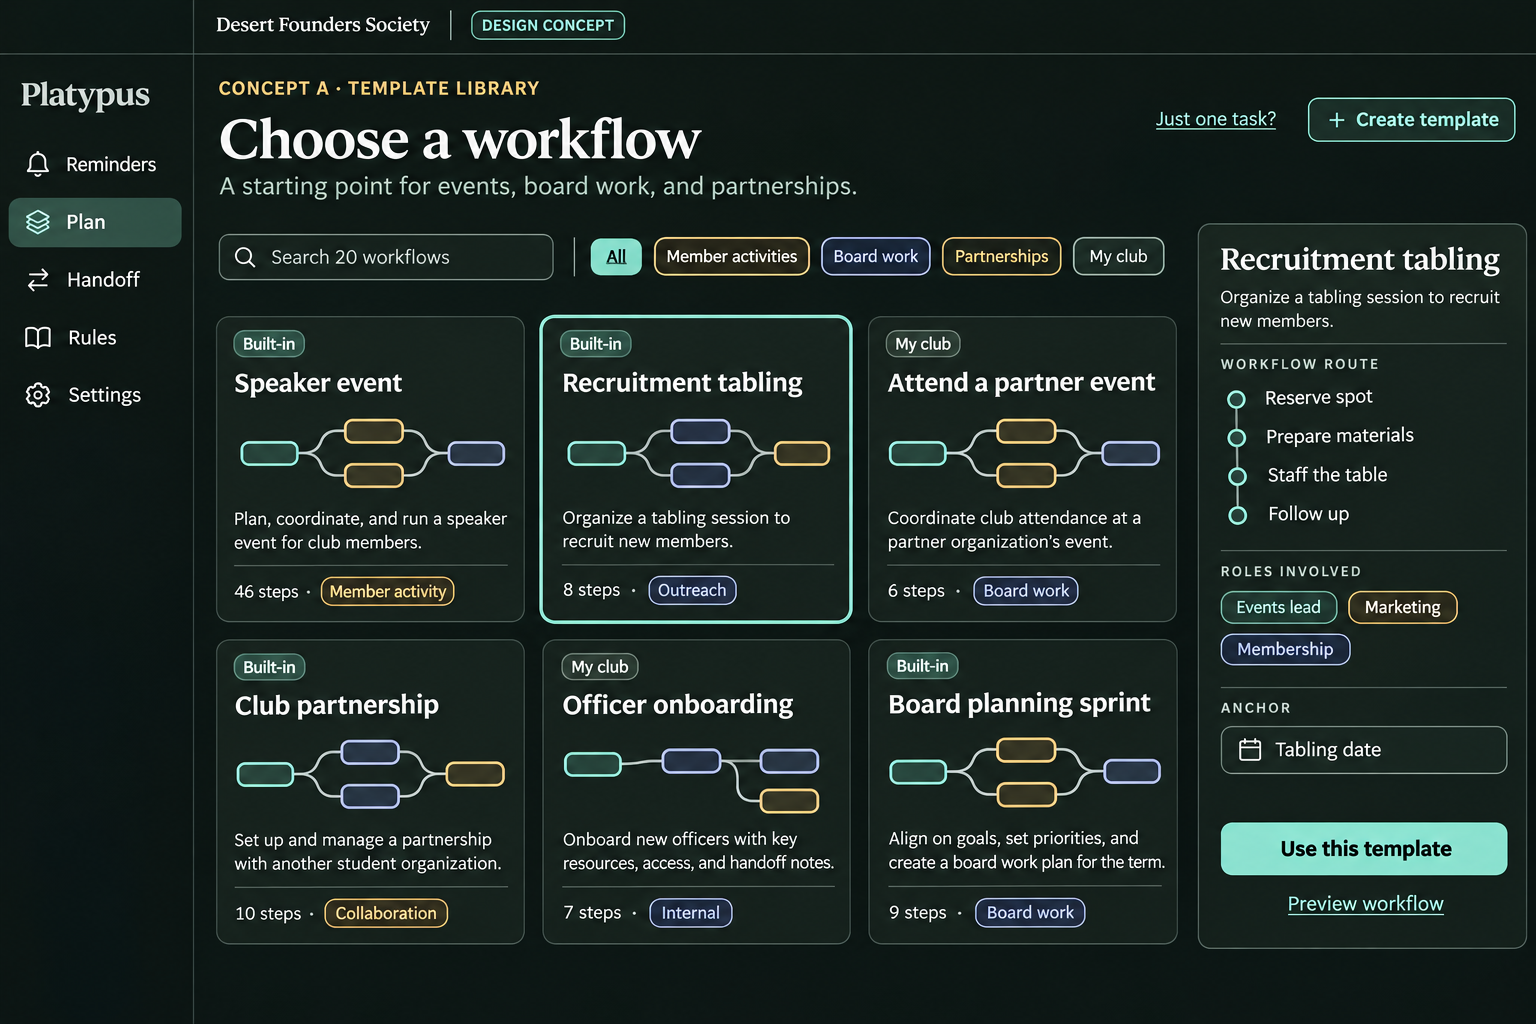 Desert Founders Society
DESIGN CONCEPT
Platypus
Reminders
Plan
Handoff
Rules
Settings
CONCEPT A · TEMPLATE LIBRARY
Choose a workflow
A starting point for events, board work, and partnerships.
Just one task?
+ Create template
Search 20 workflows
All
Member activities
Board work
Partnerships
My club
Built-in
Speaker event
Plan, coordinate, and run a speaker
event for club members.
46 steps ·
Member activity
Built-in
Recruitment tabling
Organize a tabling session to
recruit new members.
8 steps ·
Outreach
My club
Attend a partner event
Coordinate club attendance at a
partner organization's event.
6 steps ·
Board work
Built-in
Club partnership
Set up and manage a partnership
with another student organization.
10 steps ·
Collaboration
My club
Officer onboarding
Onboard new officers with key
resources, access, and handoff notes.
7 steps ·
Internal
Built-in
Board planning sprint
Align on goals, set priorities, and
create a board work plan for the term.
9 steps ·
Board work
Recruitment tabling
Organize a tabling session to recruit
new members.
WORKFLOW ROUTE
Reserve spot
Prepare materials
Staff the table
Follow up
ROLES INVOLVED
Events lead
Marketing
Membership
ANCHOR
Tabling date
Use this template
Preview workflow